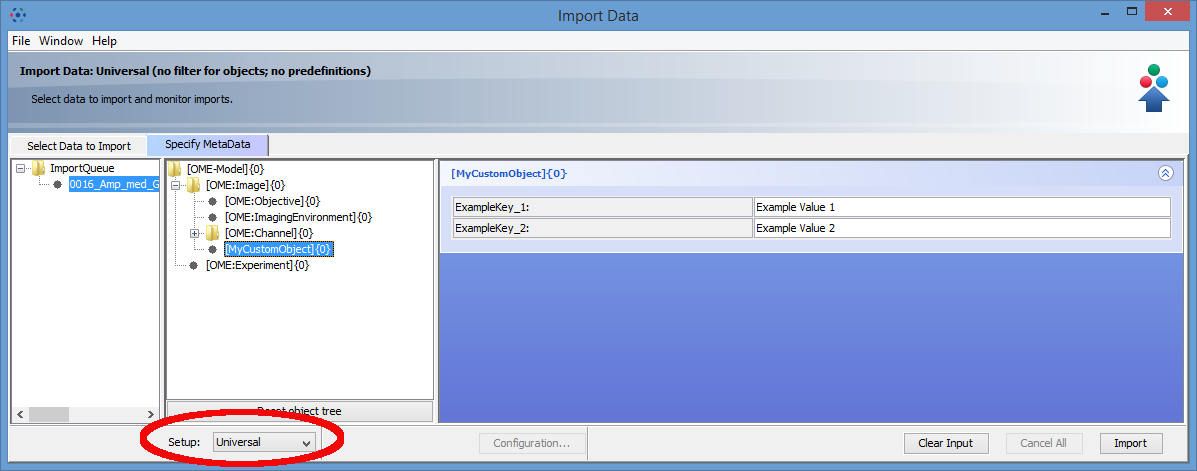 Import Data
File Window Help
Import Data: Universal (no filter for objects; no predefinitions)
Select data to import and monitor imports.
Select Data to Import
Specify MetaData
ImportQueue
0016_Amp_med_G
[OME-Model]{0}
[OME:Image]{0}
[OME:Objective]{0}
[OME:ImagingEnvironment]{0}
[OME:Channel]{0}
[MyCustomObject]{0}
[OME:Experiment]{0}
[MyCustomObject]{0}
ExampleKey_1: Example Value 1
ExampleKey_2: Example Value 2
object tree
Setup: Universal
Configuration...
Clear Input
Cancel All
Import